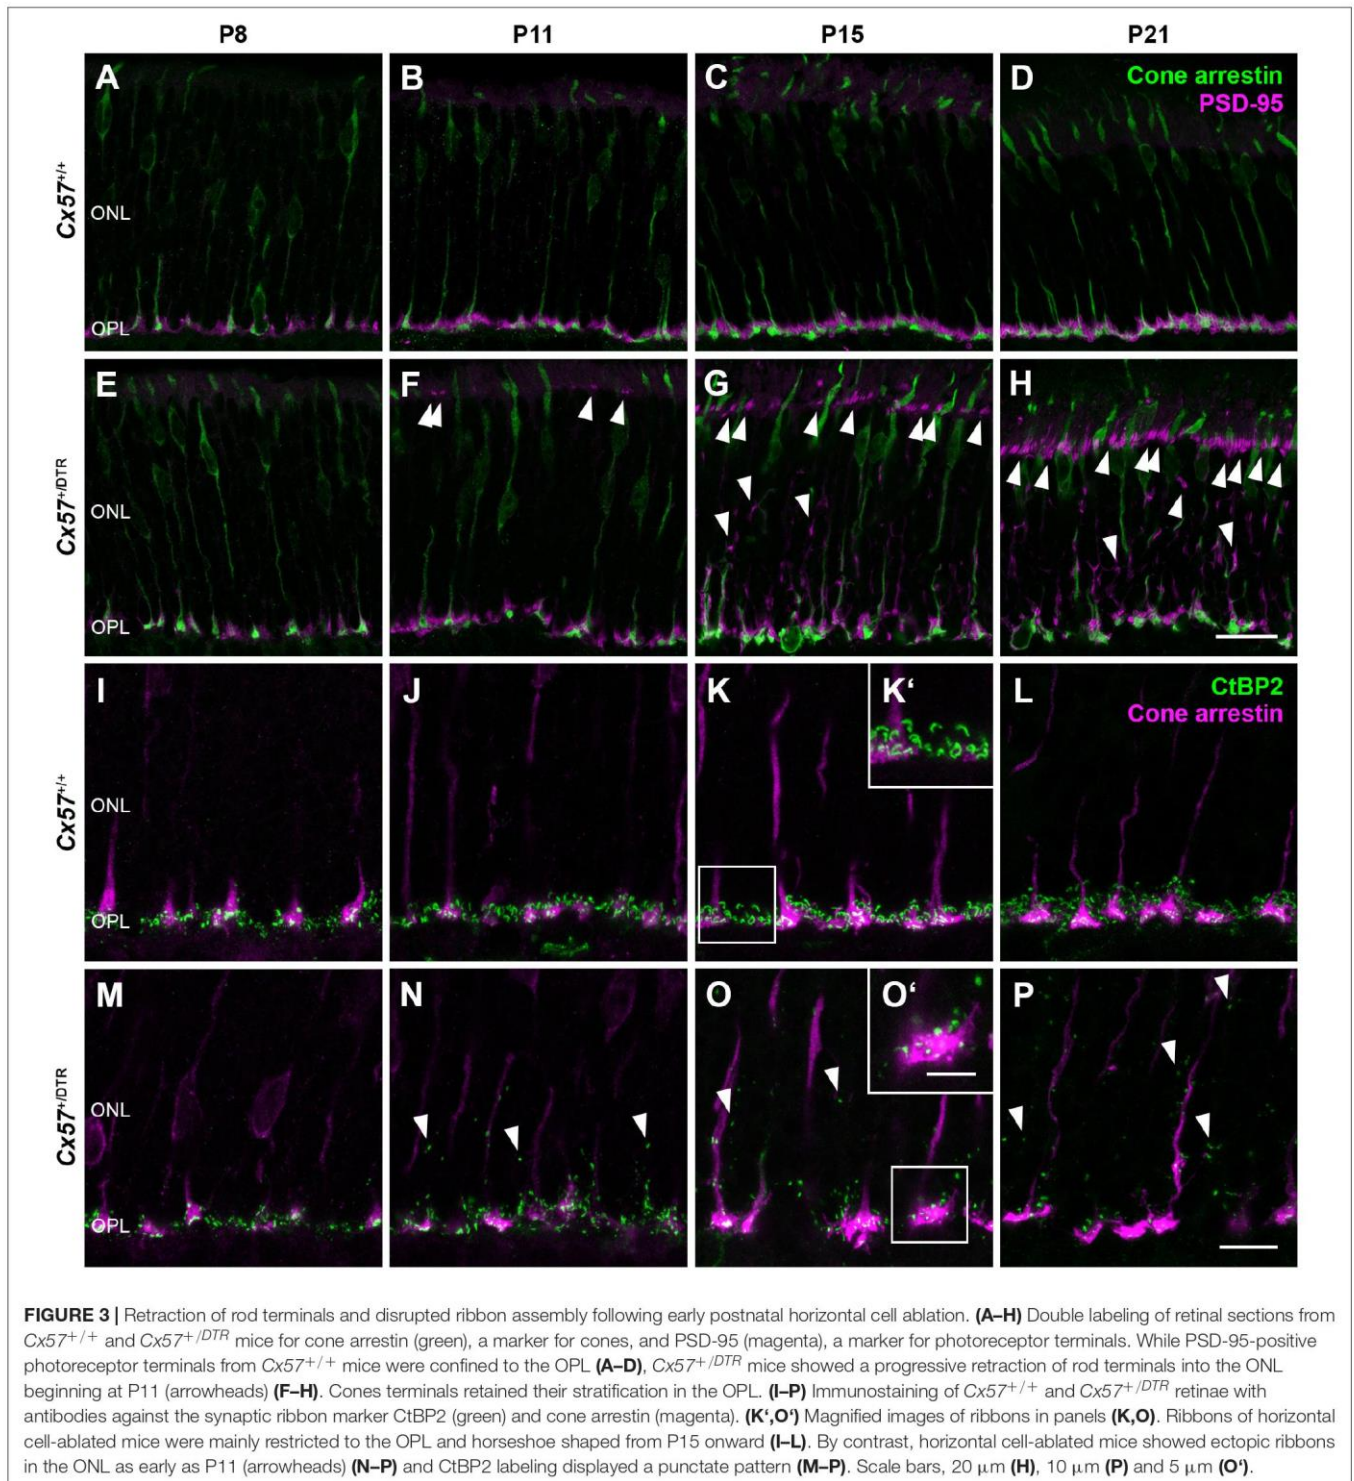 P8 P11 P15 P21
A B C D Cone arrestin
PSD-95
Cx57+/+
ONL
OPL
E F G H
Cx57+/DTR
ONL
OPL
I J K K‘ L CtBP2
Cone arrestin
Cx57+/+
ONL
OPL
M N O O‘ P
Cx57+/DTR
ONL
OPL
FIGURE 3 | Retraction of rod terminals and disrupted ribbon assembly following early postnatal horizontal cell ablation. (A–H) Double labeling of retinal sections from
Cx57+/+ and Cx57+/DTR mice for cone arrestin (green), a marker for cones, and PSD-95 (magenta), a marker for photoreceptor terminals. While PSD-95-positive
photoreceptor terminals from Cx57+/+ mice were confined to the OPL (A–D), Cx57+/DTR mice showed a progressive retraction of rod terminals into the ONL
beginning at P11 (arrowheads) (F–H). Cones terminals retained their stratification in the OPL. (I–P) Immunostaining of Cx57+/+ and Cx57+/DTR retinae with
antibodies against the synaptic ribbon marker CtBP2 (green) and cone arrestin (magenta). (K‘,O‘) Magnified images of ribbons in panels (K,O). Ribbons of horizontal
cell-ablated mice were mainly restricted to the OPL and horseshoe shaped from P15 onward (I–L). By contrast, horizontal cell-ablated mice showed ectopic ribbons
in the ONL as early as P11 (arrowheads) (N–P) and CtBP2 labeling displayed a punctate pattern (M–P). Scale bars, 20 μm (H), 10 μm (P) and 5 μm (O‘).